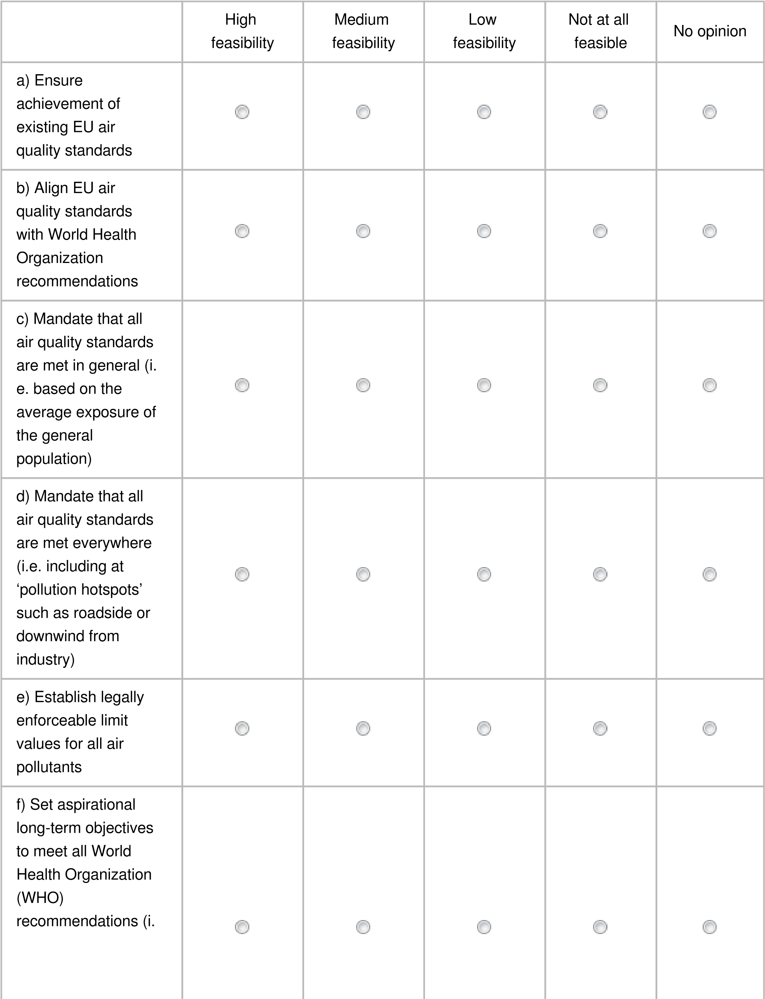 High
feasibility
Medium
feasibility
Low
feasibility
Not at all
feasible
No opinion
a) Ensure
achievement of
existing EU air
quality standards
b) Align EU air
quality standards
with World Health
Organization
recommendations
c) Mandate that all
air quality standards
are met in general (i.
e. based on the
average exposure of
the general
population)
d) Mandate that all
air quality standards
are met everywhere
(i.e. including at
‘pollution hotspots’
such as roadside or
downwind from
industry)
e) Establish legally
enforceable limit
values for all air
pollutants
f) Set aspirational
long-term objectives
to meet all World
Health Organization
(WHO)
recommendations (i.